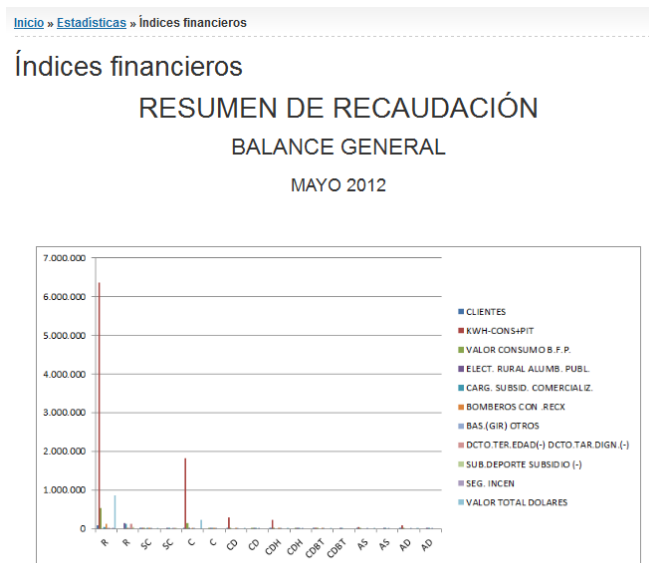 Inicio » Estadísticas » Índices financieros
Índices financieros
RESUMEN DE RECAUDACIÓN
BALANCE GENERAL
MAYO 2012
7.000.000
6.000.000
5.000.000
4.000.000
3.000.000
2.000.000
1.000.000
0
R R SC SC C C CD CD CDH CDH CDBT CDBT AS AS AD AD
CLIENTES
KWH-CONS+PIT
VALOR CONSUMO B.F.P.
ELECT. RURAL ALUMB. PUBL.
CARG. SUBSID. COMERCIALIZ.
BOMBEROS CON .RECX
BAS.(GIR) OTROS
DCTO.TER.EDAD(-) DCTO.TAR.DIGN.(-)
SUB.DEPORTE SUBSIDIO (-)
SEG. INCEN
VALOR TOTAL DOLARES